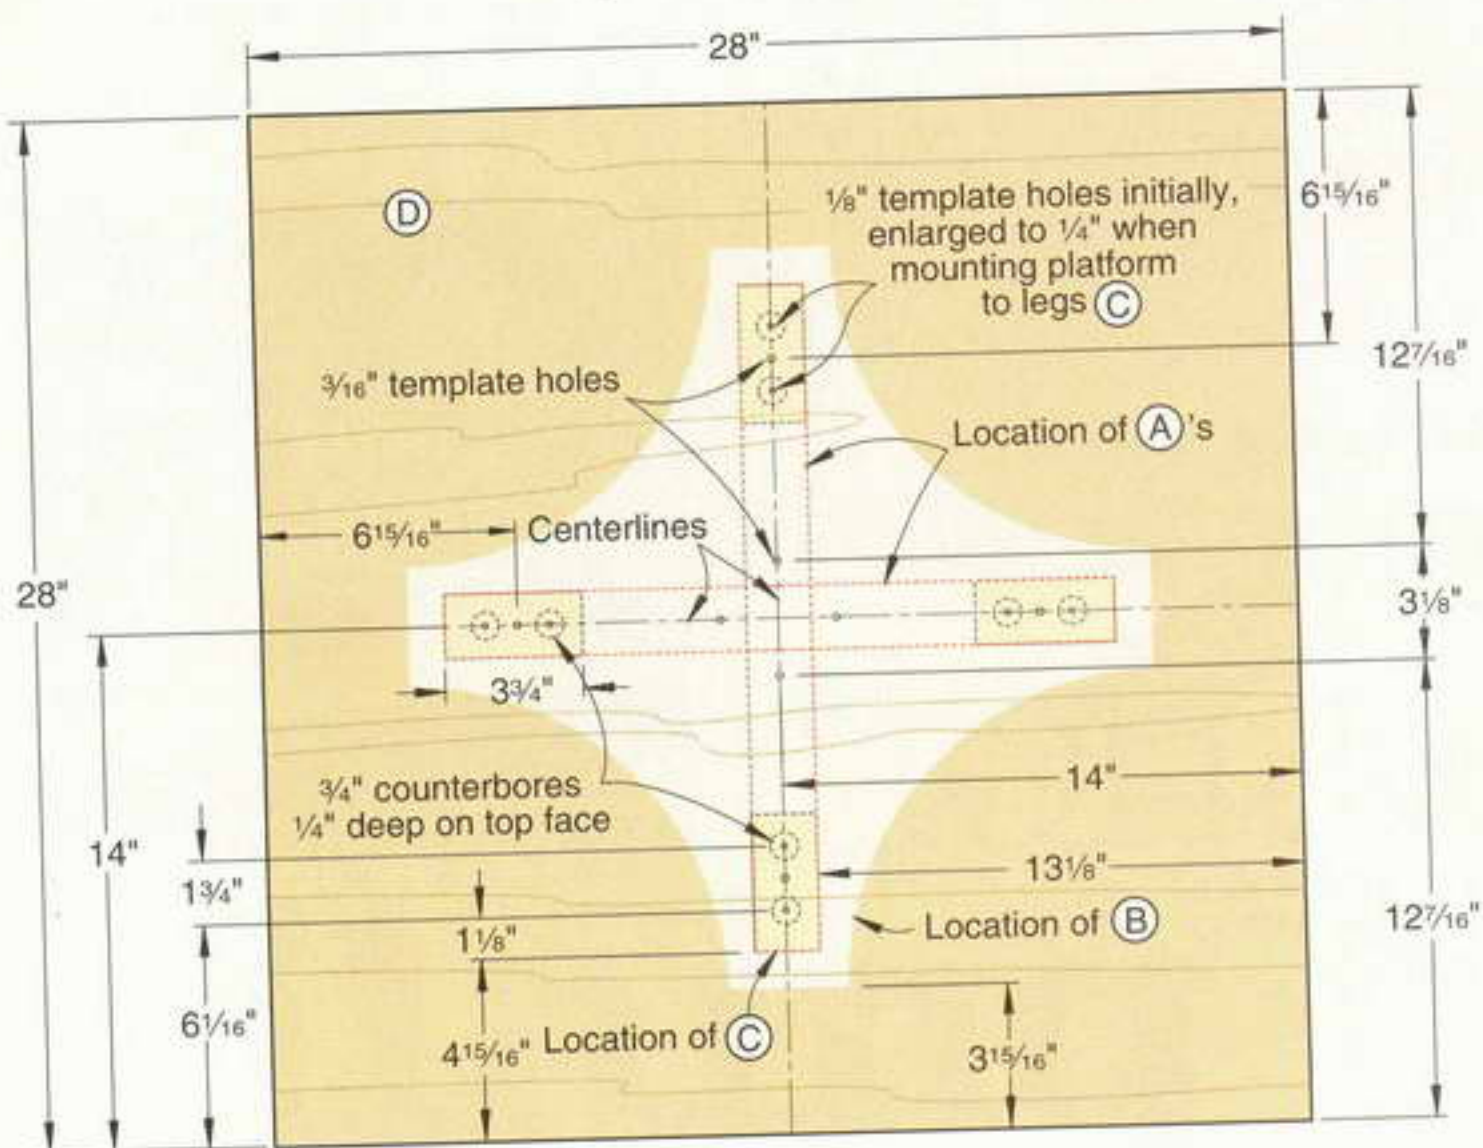 28"
28"
D
1/8" template holes initially,
enlarged to 1/4" when
mounting platform
to legs C
6 15/16"
12 7/16"
3/16" template holes
Location of A's
6 15/16"
Centerlines
3 1/8"
3 3/4"
3/4" counterbores
1/4" deep on top face
14"
14"
13 1/8"
1 3/4"
1 1/8"
Location of B
12 7/16"
6 1/16"
4 15/16"
Location of C
3 15/16"